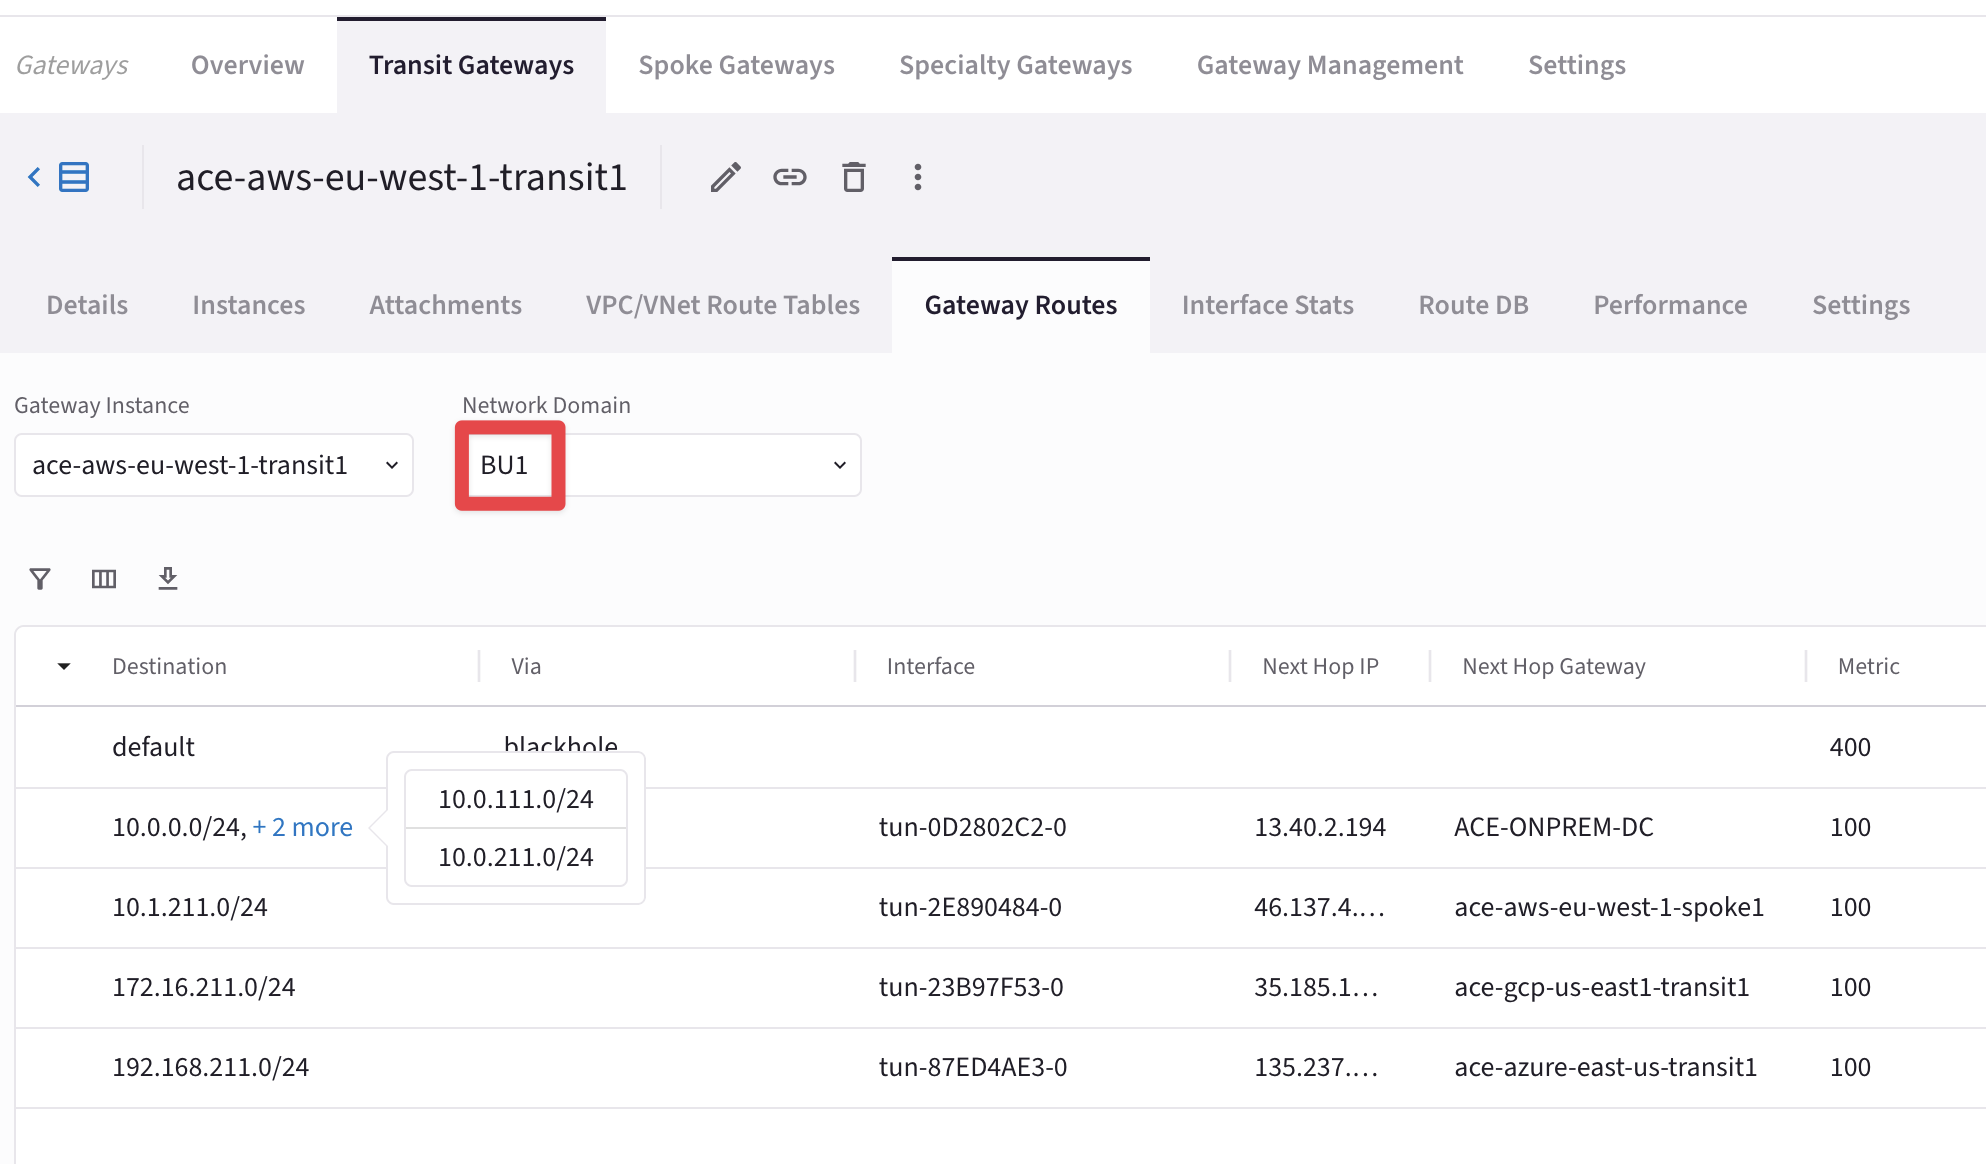 Gateways Overview Transit Gateways Spoke Gateways Specialty Gateways Gateway Management Settings
ace-aws-eu-west-1-transit1
Details Instances Attachments VPC/VNet Route Tables Gateway Routes Interface Stats Route DB Performance Settings
Gateway Instance Network Domain
ace-aws-eu-west-1-transit1 BU1
Destination Via Interface Next Hop IP Next Hop Gateway Metric
default blackhole 400
10.0.111.0/24
10.0.0.0/24, + 2 more tun-0D2802C2-0 13.40.2.194 ACE-ONPREM-DC 100
10.0.211.0/24
10.1.211.0/24 tun-2E890484-0 46.137.4.… ace-aws-eu-west-1-spoke1 100
172.16.211.0/24 tun-23B97F53-0 35.185.1… ace-gcp-us-east1-transit1 100
192.168.211.0/24 tun-87ED4AE3-0 135.237.… ace-azure-east-us-transit1 100